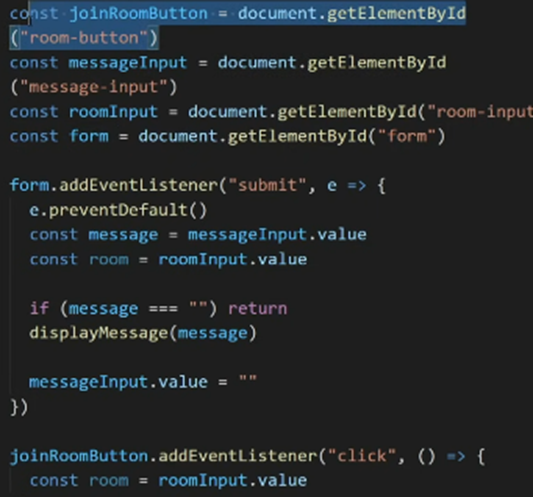 const joinRoomButton = document.getElementById
("room-button")
const messageInput = document.getElementById
("message-input")
const roomInput = document.getElementById("room-input
const form = document.getElementById("form")
form.addEventListener("submit", e => {
e.preventDefault()
const message = messageInput.value
const room = roomInput.value
if (message === "") return
displayMessage(message)
messageInput.value = ""
})
joinRoomButton.addEventListener("click", () => {
const room = roomInput.value